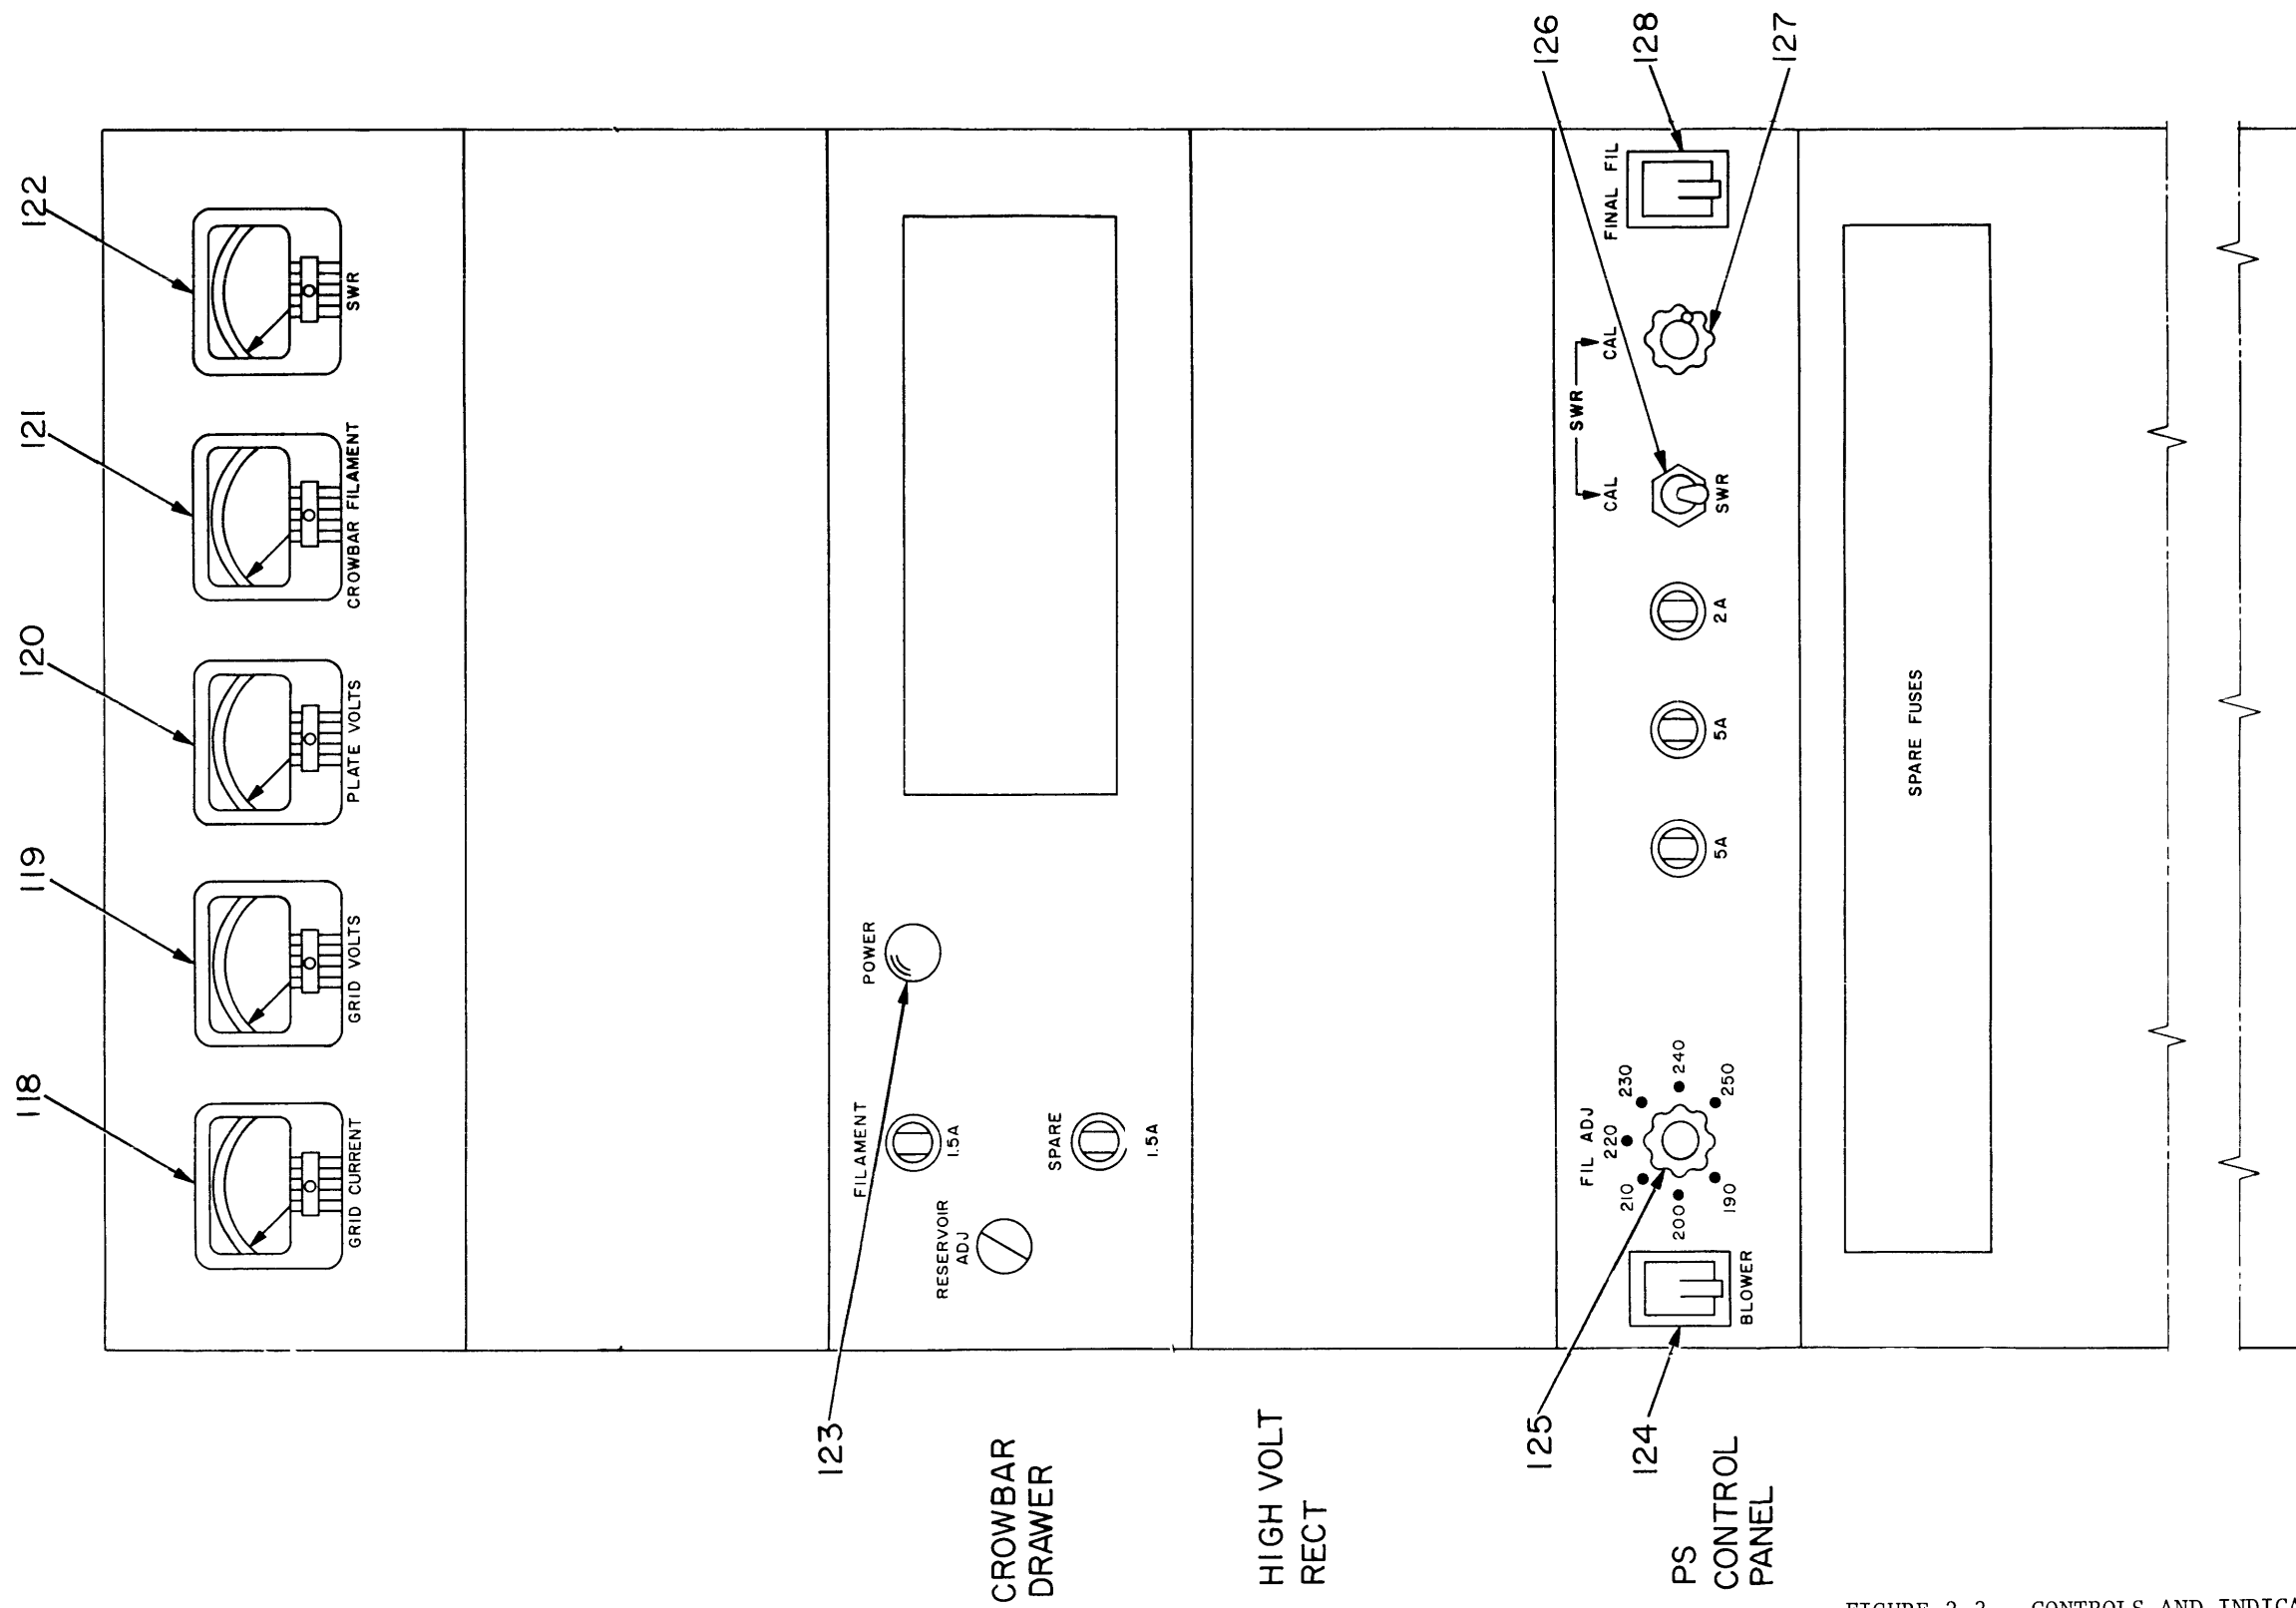 118
119
120
121
122
GRID CURRENT
GRID VOLTS
PLATE VOLTS
CROWBAR FILAMENT
SWR
123
CROWBAR
DRAWER
FILAMENT
POWER
1.5A
RESERVOIR
ADJ
SPARE
1.5A
HIGH VOLT
RECT
126
128
127
SWR
FINAL FIL
CAL
CAL
FIL ADJ
210
220
230
200
240
190
250
5A
5A
2A
SWR
BLOWER
125
124
PS
CONTROL
PANEL
SPARE FUSES